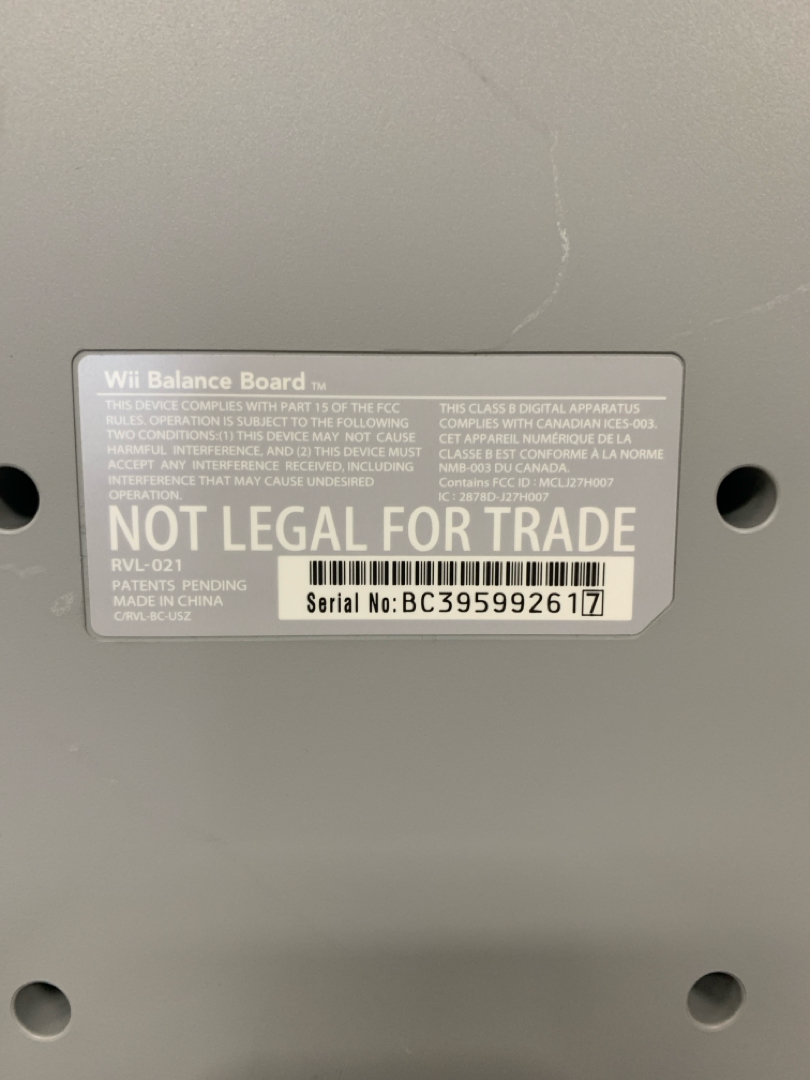 Wii Balance Board TM
THIS DEVICE COMPLIES WITH PART 15 OF THE FCC
RULES. OPERATION IS SUBJECT TO THE FOLLOWING
TWO CONDITIONS:(1) THIS DEVICE MAY NOT CAUSE
HARMFUL INTERFERENCE, AND (2) THIS DEVICE MUST
ACCEPT ANY INTERFERENCE RECEIVED, INCLUDING
INTERFERENCE THAT MAY CAUSE UNDESIRED
OPERATION.
THIS CLASS B DIGITAL APPARATUS
COMPLIES WITH CANADIAN ICES-003.
CET APPAREIL NUMÉRIQUE DE LA
CLASSE B EST CONFORME À LA NORME
NMB-003 DU CANADA.
Contains FCC ID : MCLJ27H007
IC : 2878D-J27H007
NOT LEGAL FOR TRADE
RVL-021
PATENTS PENDING
MADE IN CHINA
C/RVL-BC-USZ
Serial No:BC395992617